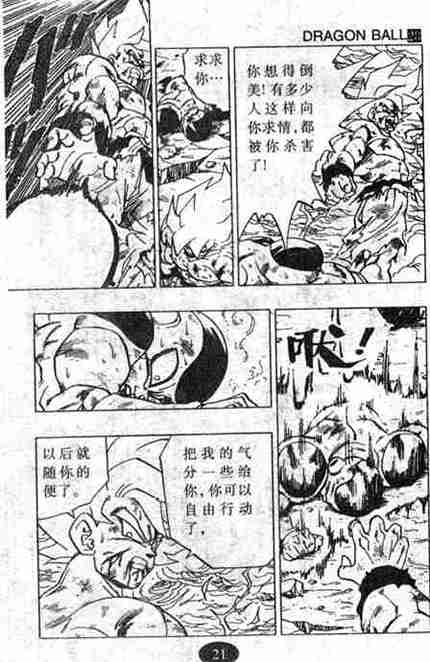 DRAGON BALL
你想得倒
美!有多少
人这样向
你求情,都
被你杀害
了!
求求
你…
啾!
把我的气
分一些给
你,你可以
自由行动
了,
以后就
随你的
便了。
21